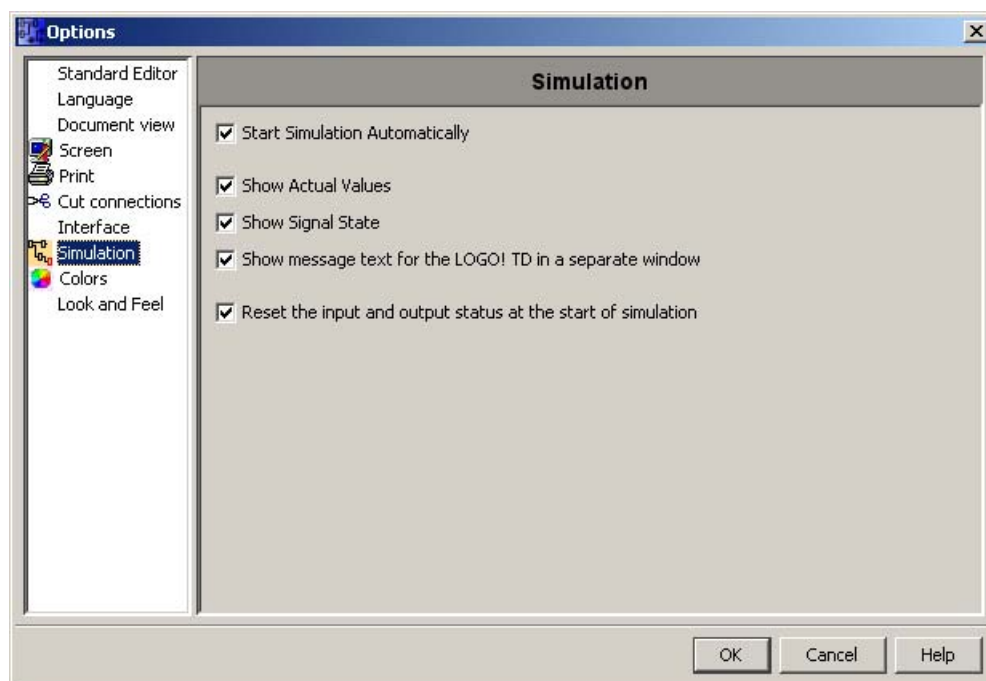 Options
Standard Editor
Language
Document view
Screen
Print
Cut connections
Interface
Simulation
Colors
Look and Feel
Simulation
Start Simulation Automatically
Show Actual Values
Show Signal State
Show message text for the LOGO! TD in a separate window
Reset the input and output status at the start of simulation
OK
Cancel
Help